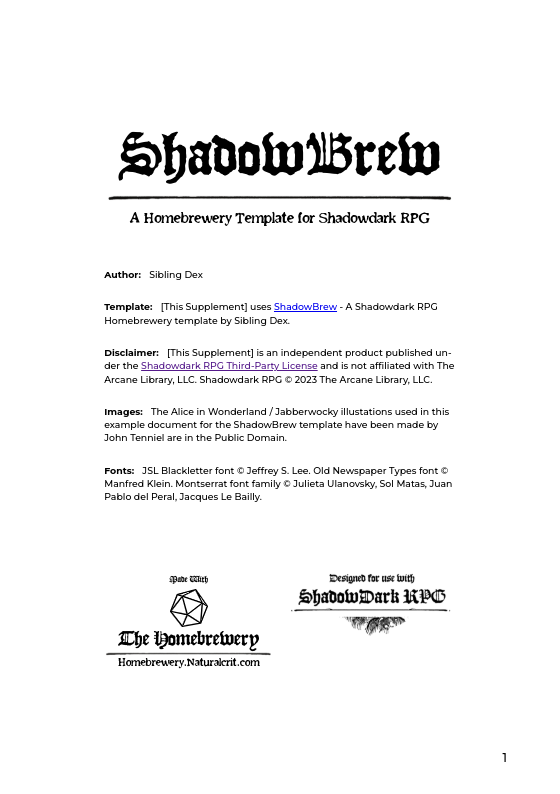 ShadowBrew
A Homebrewery Template for Shadowdark RPG
Author: Sibling Dex
Template: [This Supplement] uses ShadowBrew - A Shadowdark RPG
Homebrewery template by Sibling Dex.
Disclaimer: [This Supplement] is an independent product published un-
der the Shadowdark RPG Third-Party License and is not affiliated with The
Arcane Library, LLC. Shadowdark RPG © 2023 The Arcane Library, LLC.
Images: The Alice in Wonderland / Jabberwocky illustations used in this
example document for the ShadowBrew template have been made by
John Tenniel are in the Public Domain.
Fonts: JSL Blackletter font © Jeffrey S. Lee. Old Newspaper Types font ©
Manfred Klein. Montserrat font family © Julieta Ulanovsky, Sol Matas, Juan
Pablo del Peral, Jacques Le Bailly.
Made With
The Homebrewery
Homebrewery.Naturalcrit.com
Designed for use with
ShadowDark RPG
1